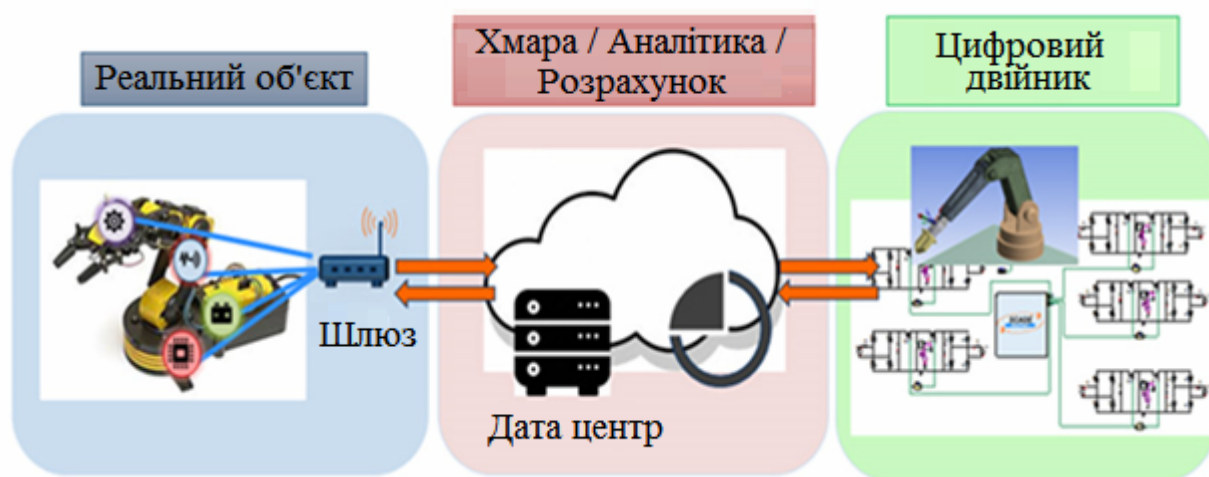 Реальний об'єкт
Хмара / Аналітика /
Розрахунок
Цифровий
двійник
Шлюз
Дата центр